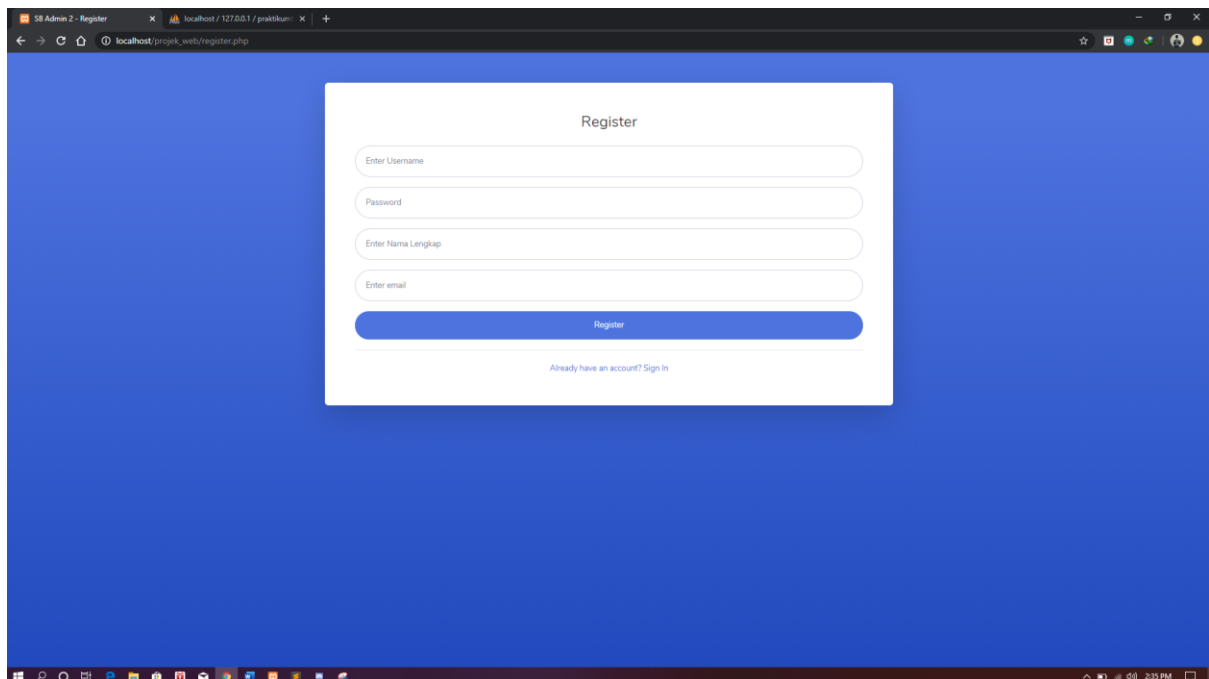 SB Admin 2 - Register
localhost / 127.0.0.1 / praktikum
localhost/projek_web/register.php
Register
Enter Username
Password
Enter Nama Lengkap
Enter email
Register
Already have an account? Sign In
2:35 PM